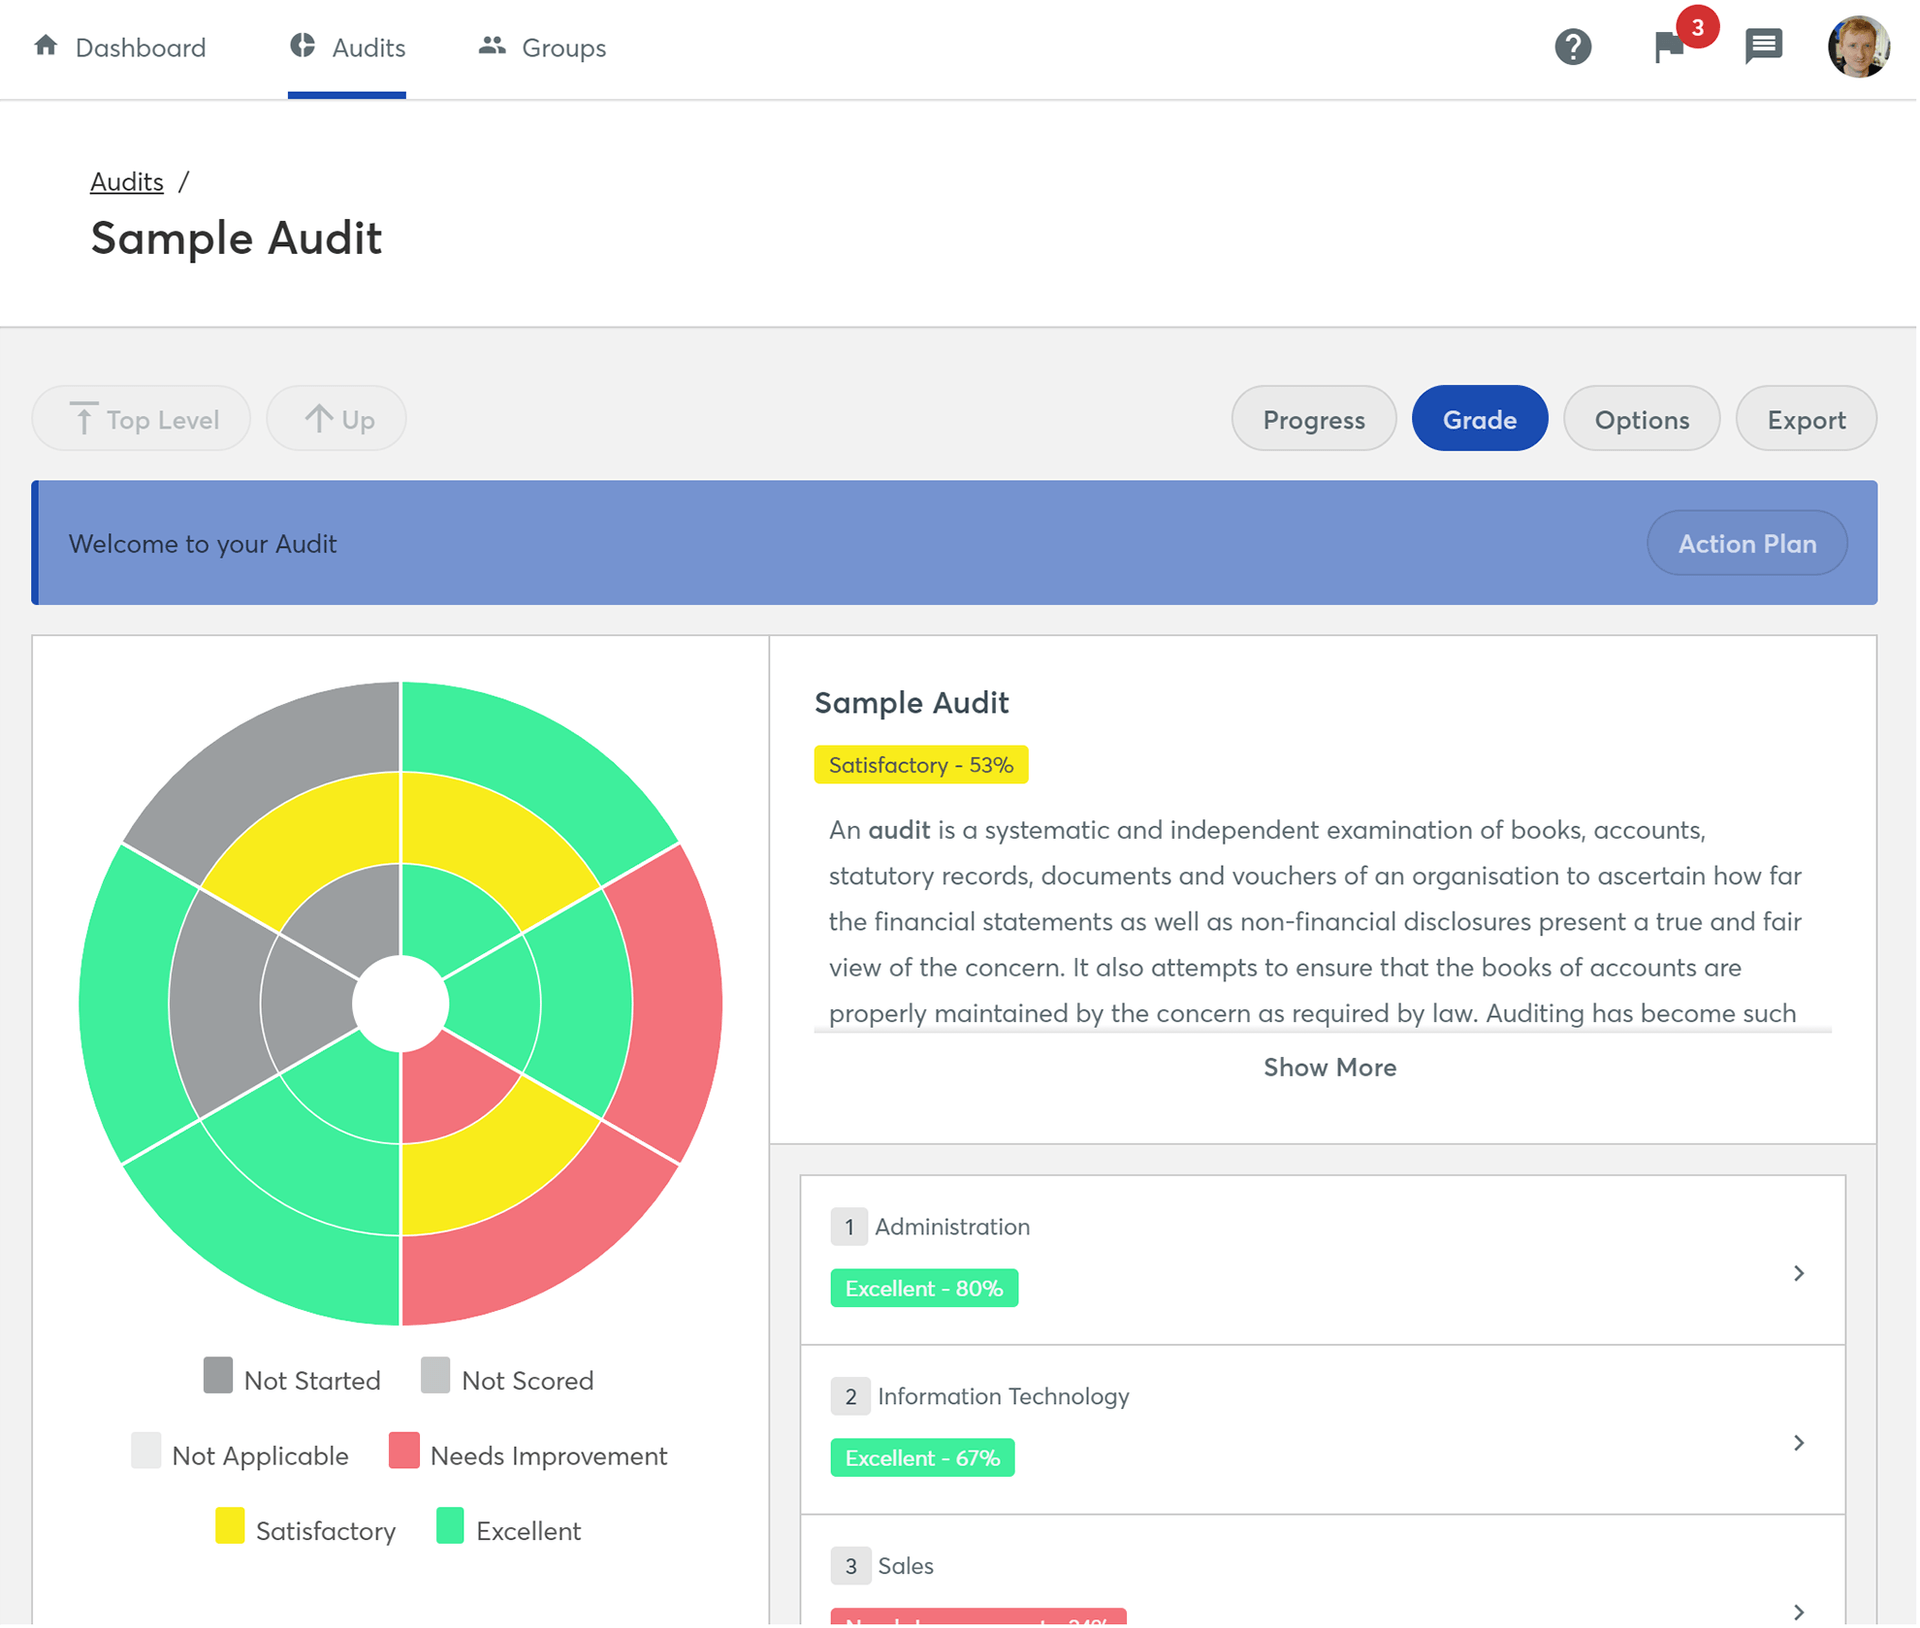 Dashboard
Audits
Groups
3
Audits /
Sample Audit
Top Level
Up
Progress
Grade
Options
Export
Welcome to your Audit
Action Plan
Sample Audit
Satisfactory - 53%
An audit is a systematic and independent examination of books, accounts,
statutory records, documents and vouchers of an organisation to ascertain how far
the financial statements as well as non-financial disclosures present a true and fair
view of the concern. It also attempts to ensure that the books of accounts are
properly maintained by the concern as required by law. Auditing has become such
Show More
Not Started
Not Scored
Not Applicable
Needs Improvement
Satisfactory
Excellent
1 Administration
Excellent - 80%
2 Information Technology
Excellent - 67%
3 Sales